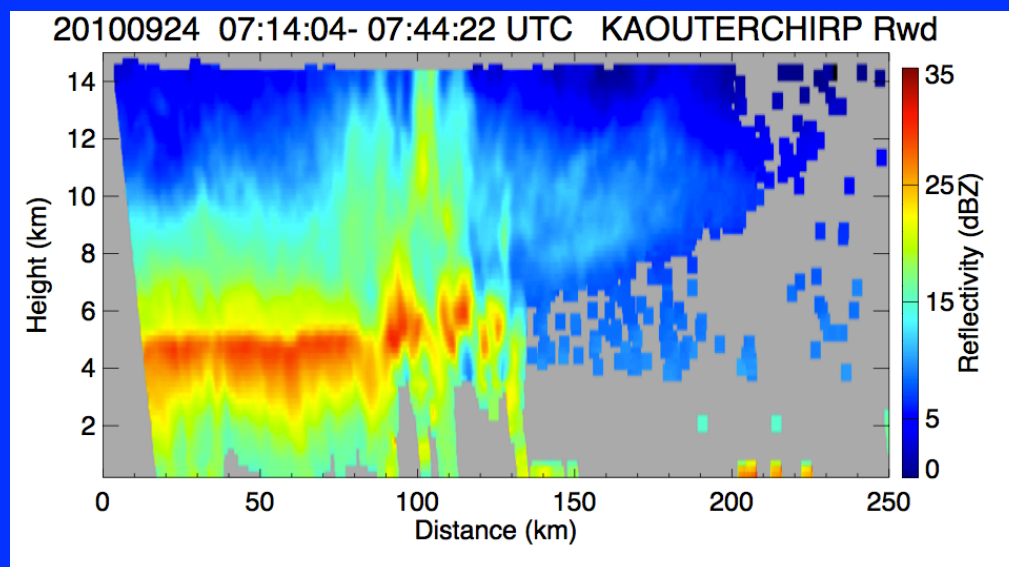 20100924 07:14:04- 07:44:22 UTC KAOUTERCHIRP Rwd
14
12
10
8
6
4
2
Height (km)
0 50 100 150 200 250
Distance (km)
35
25
15
5
0
Reflectivity (dBZ)